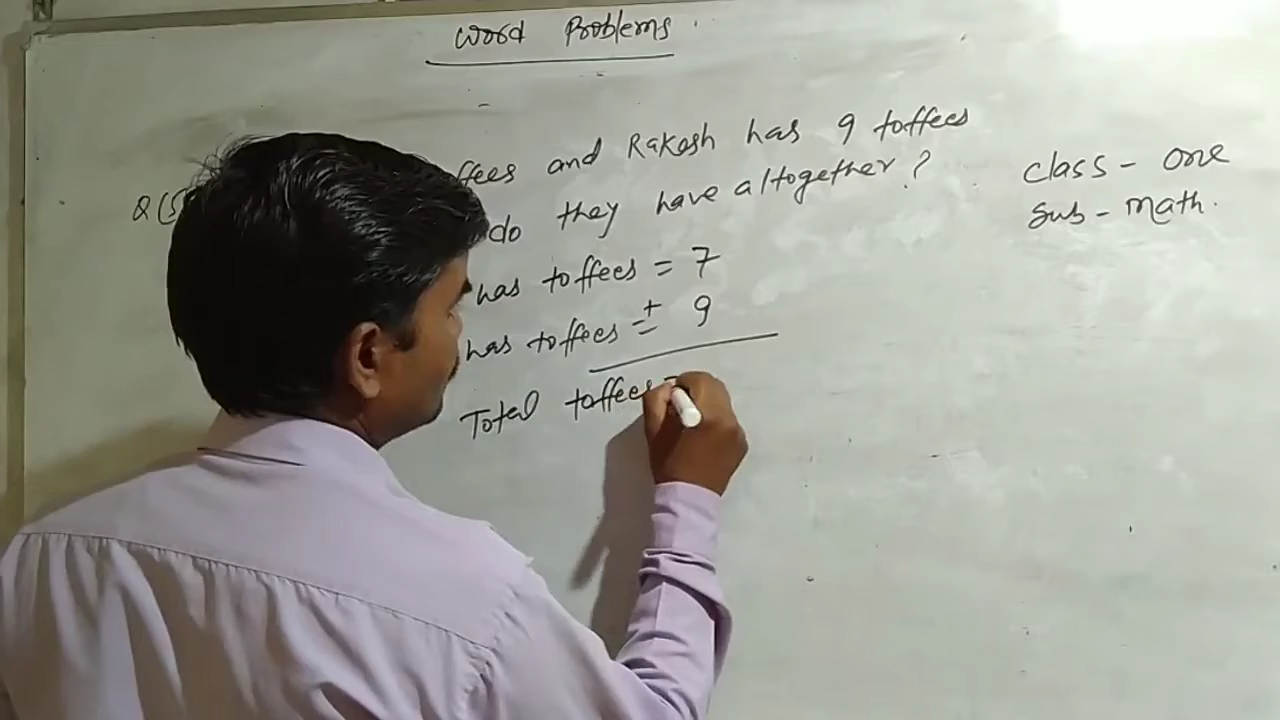 Word Problems.
Q(5) ffees and Rakesh has 9 toffees
do they have altogether?
has toffees = 7
has toffees = + 9
Total toffees =
class - one
Sub - math.